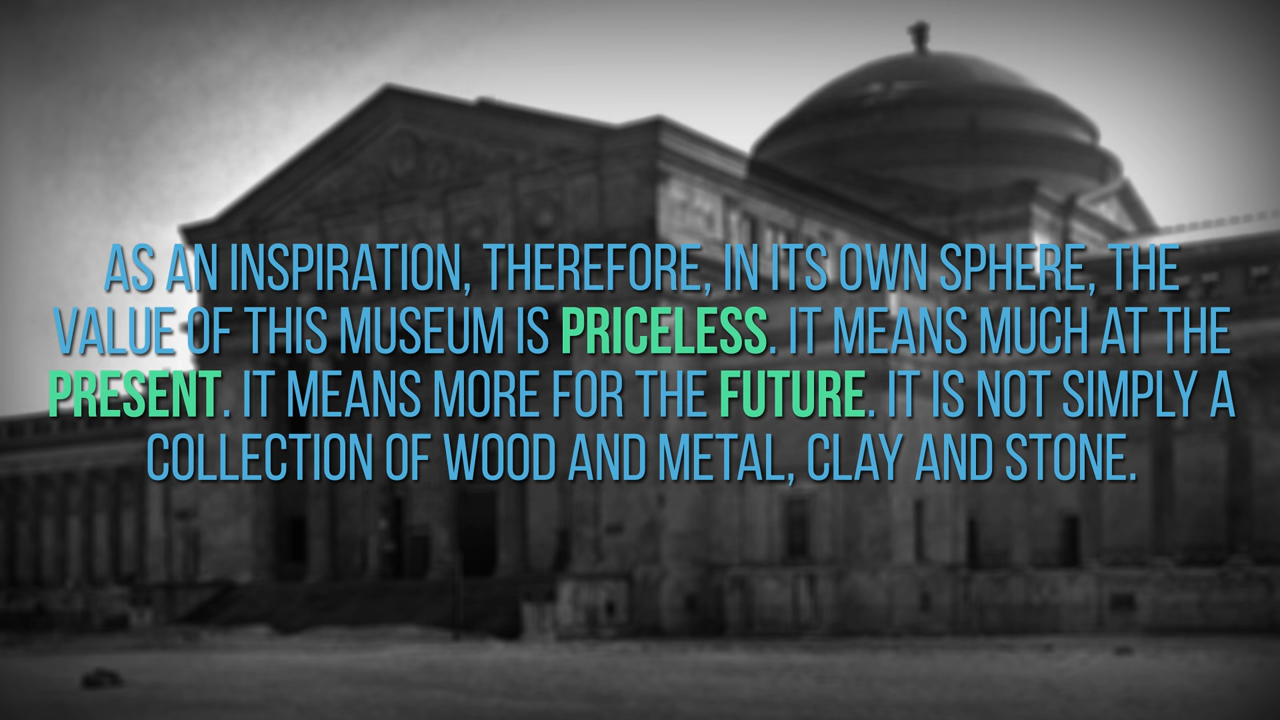 AS AN INSPIRATION, THEREFORE, IN ITS OWN SPHERE, THE
VALUE OF THIS MUSEUM IS PRICELESS. IT MEANS MUCH AT THE
PRESENT. IT MEANS MORE FOR THE FUTURE. IT IS NOT SIMPLY A
COLLECTION OF WOOD AND METAL, CLAY AND STONE.